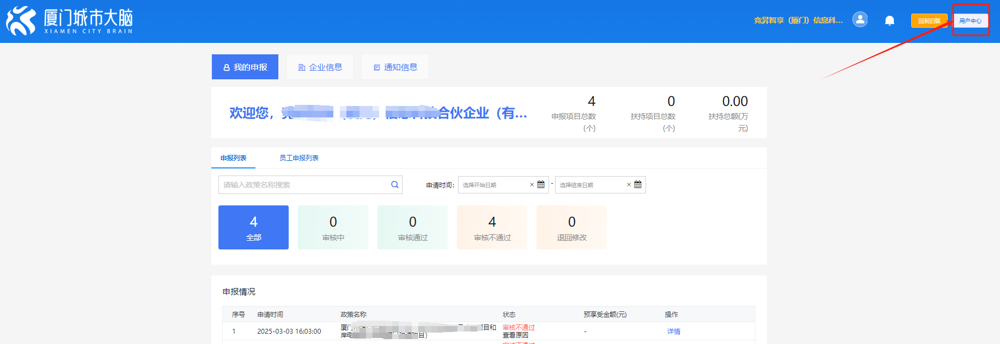 厦门城市大脑
XIAMEN CITY BRAIN
竞昇智享（厦门）信息科...
回到旧版
用户中心
我的申报
企业信息
通知信息
欢迎您，
合伙企业（有...
4
申报项目总数
(个)
0
扶持项目总数
(个)
0.00
扶持总额(万
元)
申报列表
员工申报列表
请输入政策名称搜索
申请时间：
选择开始日期
×
-
选择结束日期
×
4
全部
0
审核中
0
审核通过
4
审核不通过
0
退回修改
申报情况
序号 申请时间 政策名称 状态 预享受金额(元) 操作
1 2025-03-03 16:03:00 厦门 项目和 审核不通过 - 详情
岸电 目） 查看原因
审核不通过